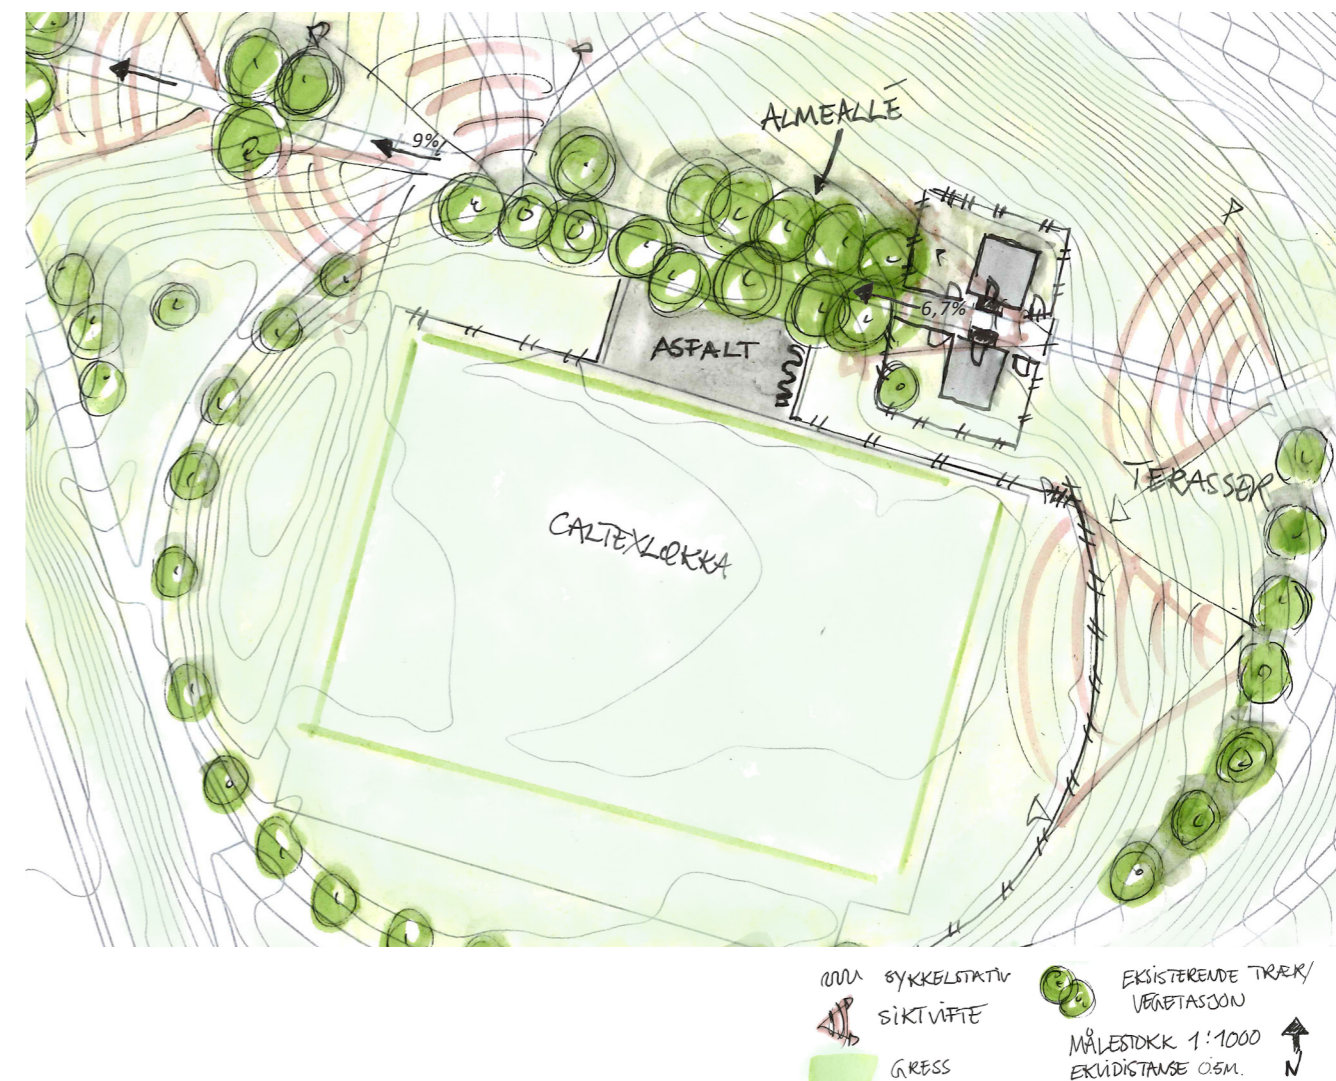 ALMEALLÉ
9%
6,7%
ASFALT
TERASSER
CALTEXLØKKA
SYKKELSTATIV
SIKTVIFTE
GRESS
EKSISTERENDE TRÆR/
VEGETASJON
MÅLESTOKK 1:1000
EKVIDISTANSE 0.5M.
N